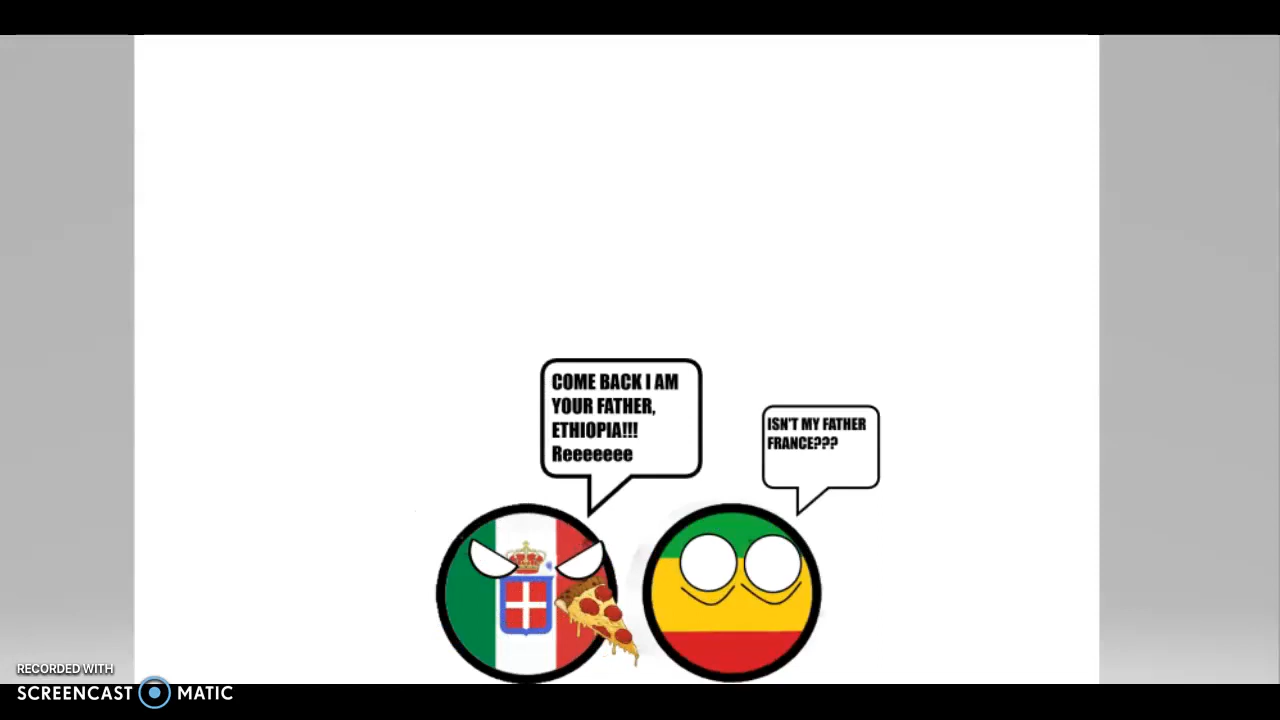 COME BACK I AM
YOUR FATHER,
ETHIOPIA!!!
Reeeeeee
ISN'T MY FATHER
FRANCE???
RECORDED WITH
SCREENCAST MATIC